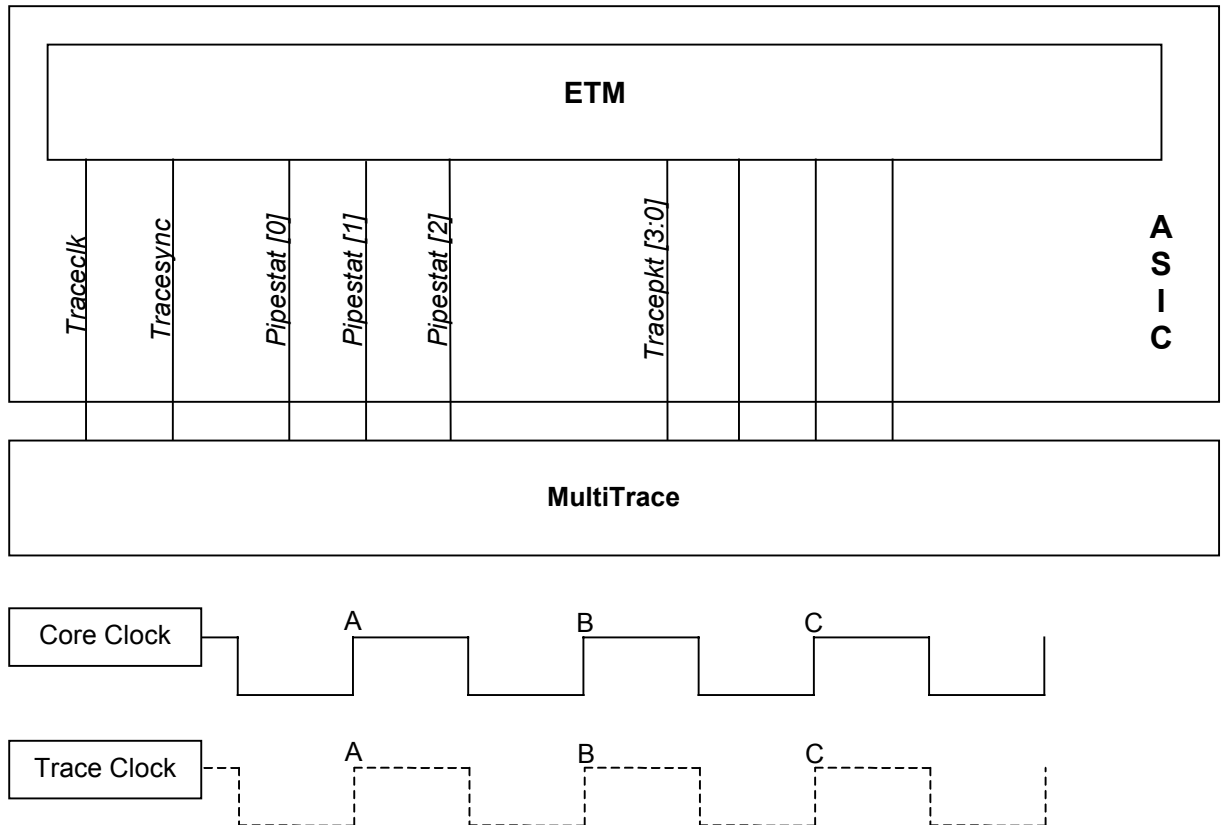 ETM
Traceclk
Tracesync
Pipestat [0]
Pipestat [1]
Pipestat [2]
Tracepkt [3:0]
A
S
I
C
MultiTrace
Core Clock
A
B
C
Trace Clock
A
B
C